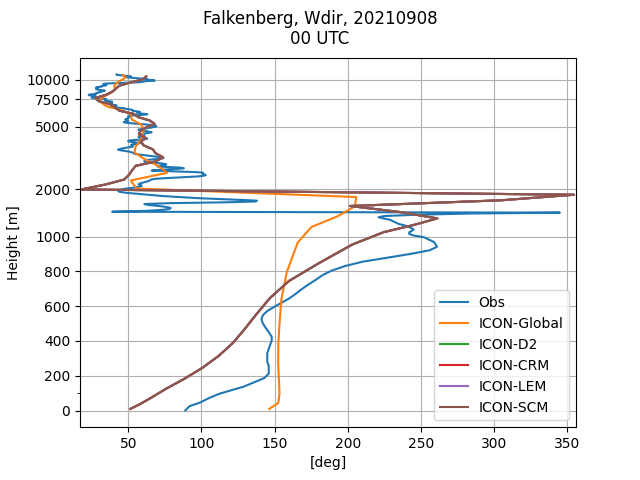 Falkenberg, Wdir, 20210908
00 UTC
10000
7500
5000
2000
1000
800
600
400
200
0
Height [m]
50
100
150
200
250
300
350
[deg]
Obs
ICON-Global
ICON-D2
ICON-CRM
ICON-LEM
ICON-SCM